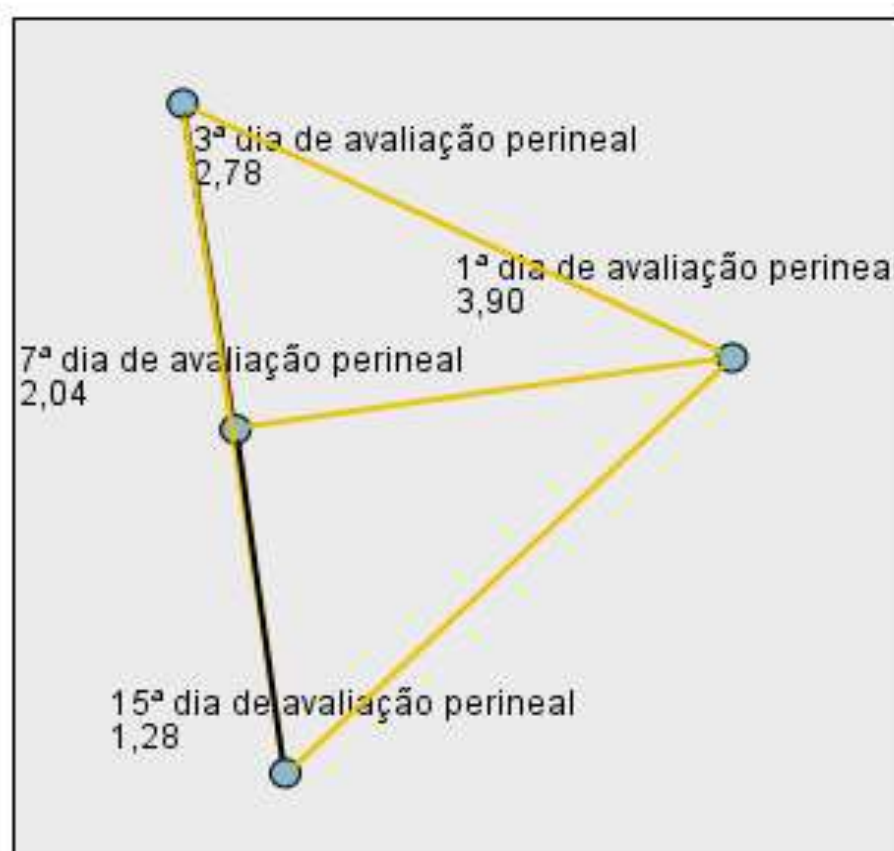 3ª dia de avaliação perineal
2,78
1ª dia de avaliação perineal
3,90
7ª dia de avaliação perineal
2,04
15ª dia de avaliação perineal
1,28